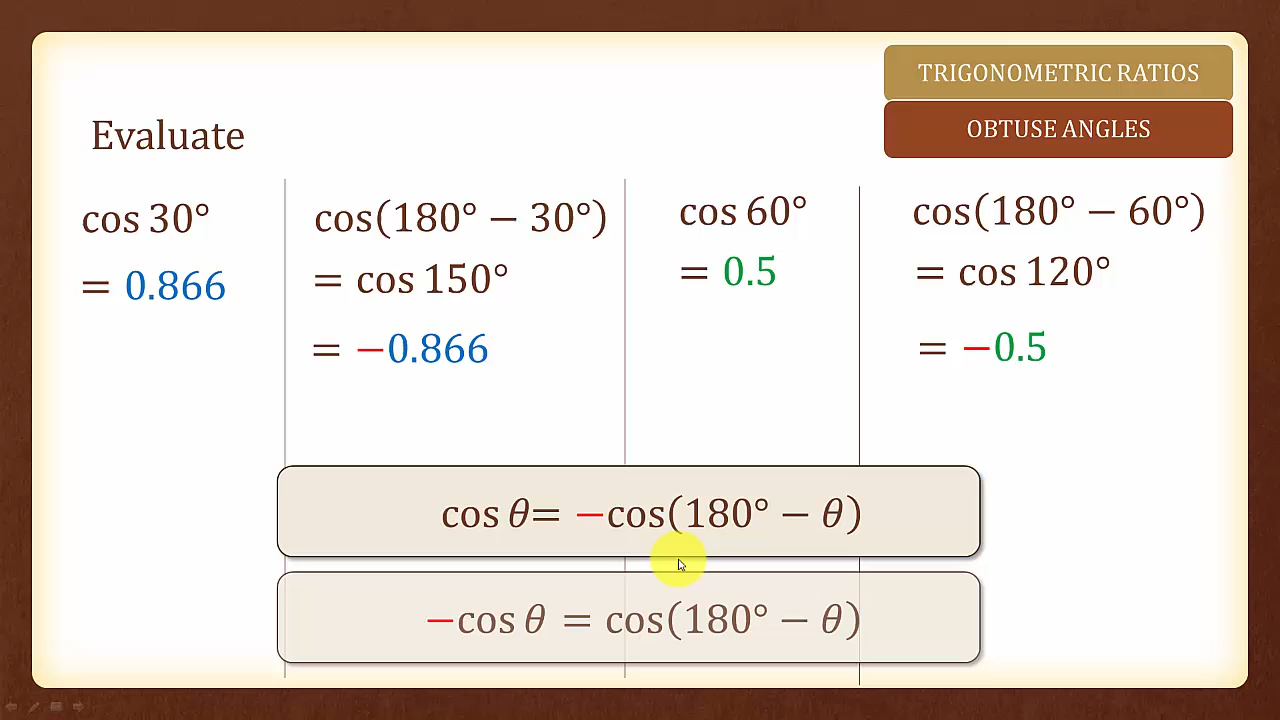 TRIGONOMETRIC RATIOS
OBTUSE ANGLES
Evaluate
cos 30°
= 0.866
cos(180° − 30°)
= cos 150°
= −0.866
cos 60°
= 0.5
cos(180° − 60°)
= cos 120°
= −0.5
cos θ= −cos(180° − θ)
−cos θ = cos(180° − θ)